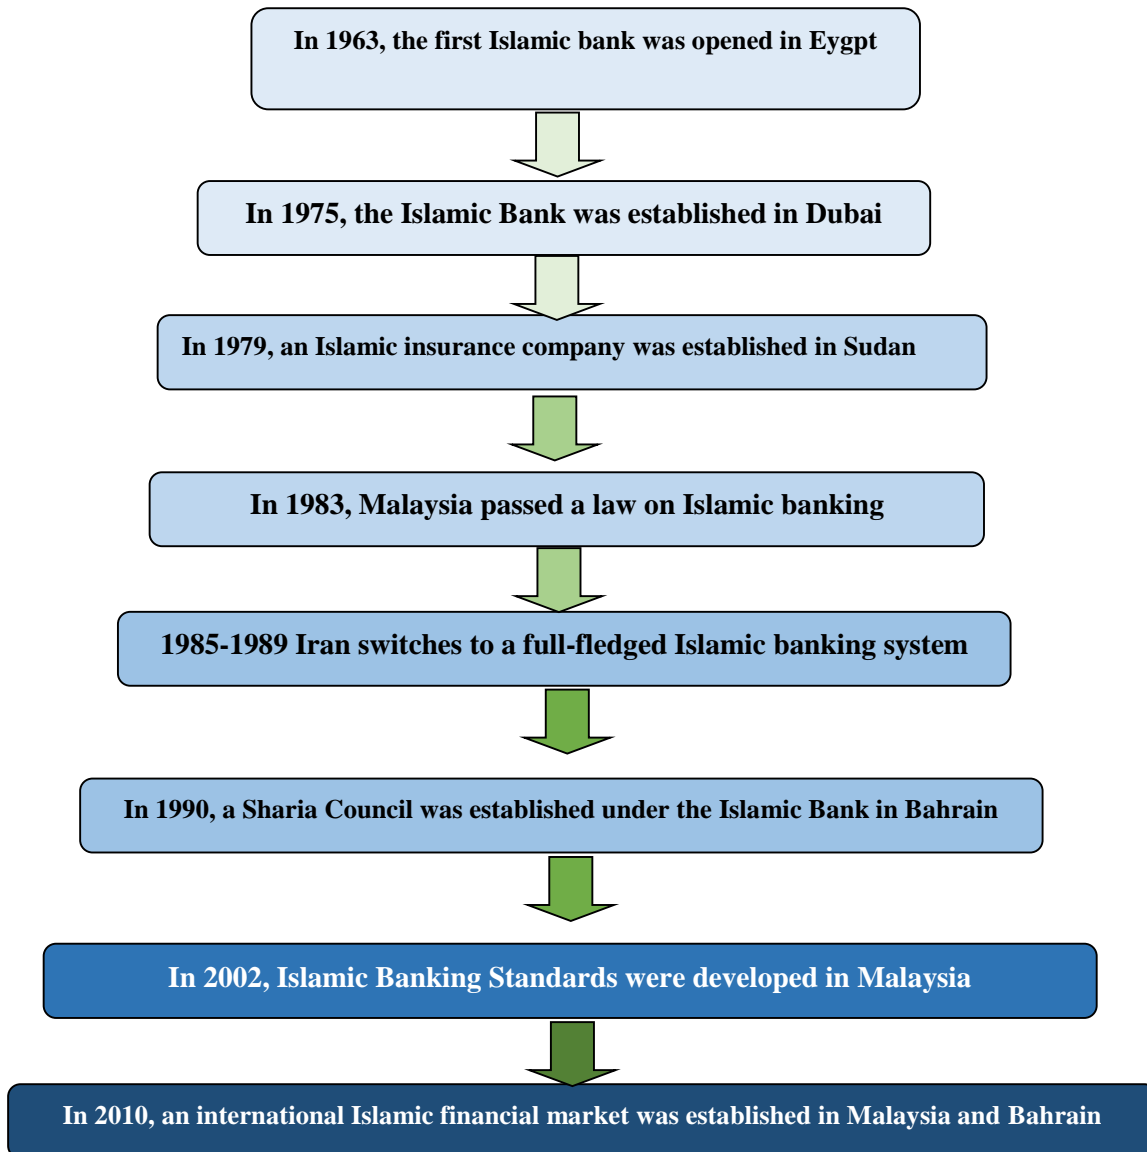 In 1963, the first Islamic bank was opened in Eygpt
In 1975, the Islamic Bank was established in Dubai
In 1979, an Islamic insurance company was established in Sudan
In 1983, Malaysia passed a law on Islamic banking
1985-1989 Iran switches to a full-fledged Islamic banking system
In 1990, a Sharia Council was established under the Islamic Bank in Bahrain
In 2002, Islamic Banking Standards were developed in Malaysia
In 2010, an international Islamic financial market was established in Malaysia and Bahrain